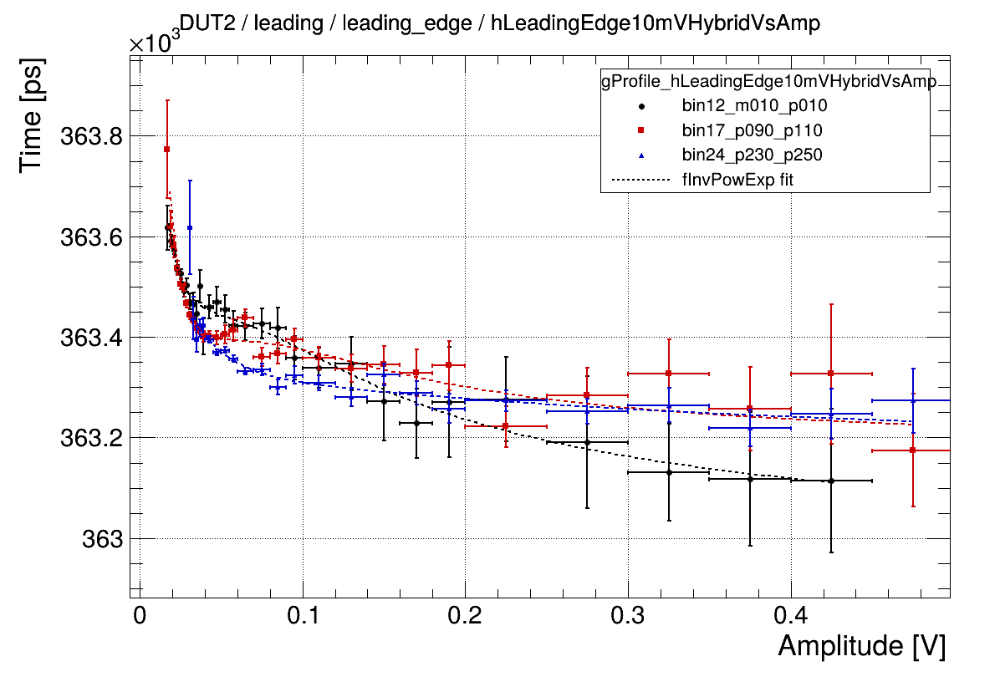 DUT2 / leading / leading_edge / hLeadingEdge10mVHybridVsAmp
×10³
Time [ps]
gProfile_hLeadingEdge10mVHybridVsAmp
bin12_m010_p010
bin17_p090_p110
bin24_p230_p250
fInvPowExp fit
363.8
363.6
363.4
363.2
363
0 0.1 0.2 0.3 0.4
Amplitude [V]